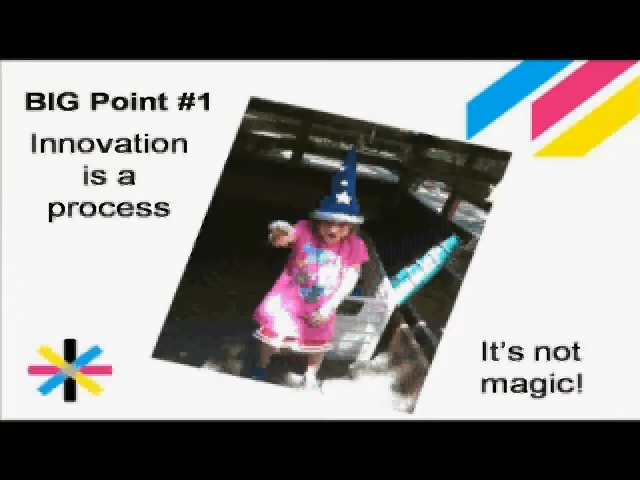 BIG Point #1
Innovation
is a
process
It's not
magic!